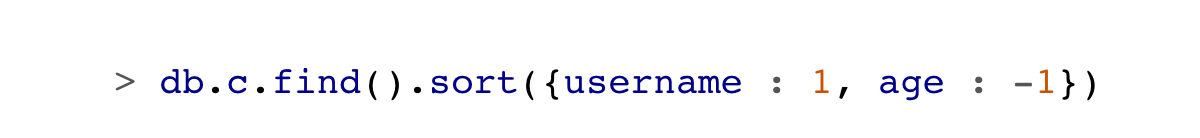 > db.c.find().sort({username : 1, age : -1})